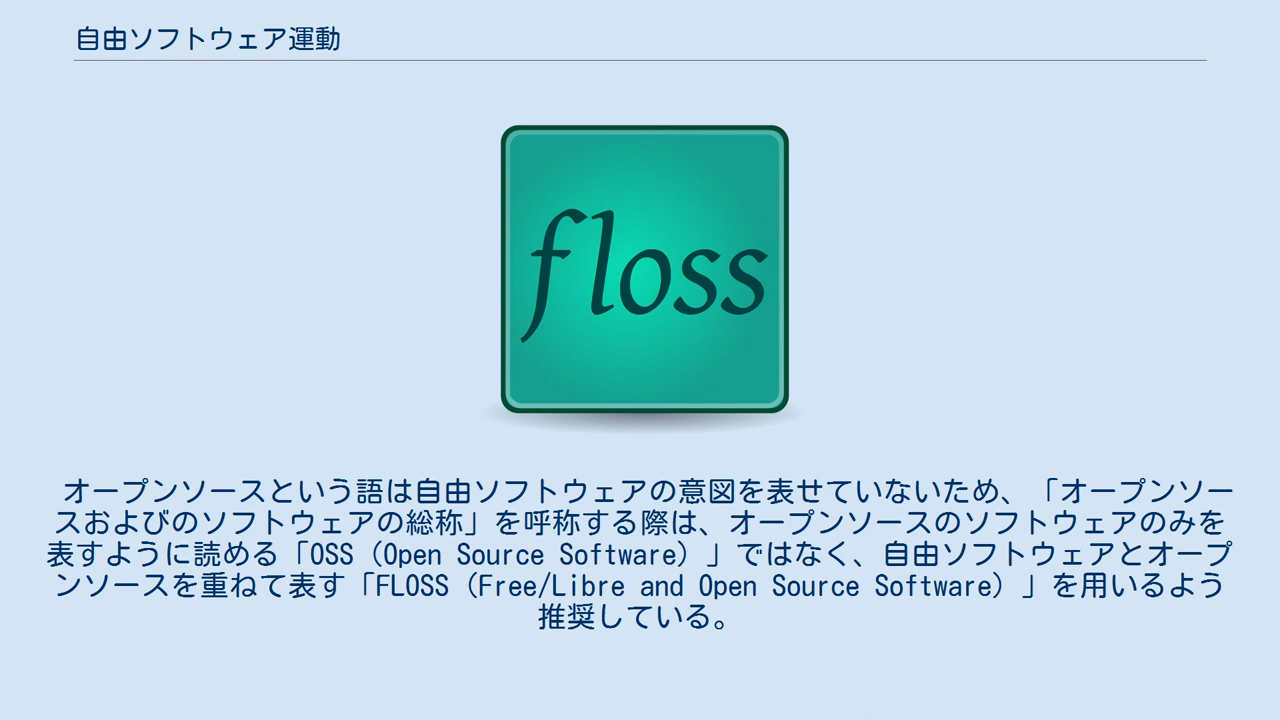 自由ソフトウェア運動
floss
オープンソースという語は自由ソフトウェアの意図を表せていないため、「オープンソー
スおよびのソフトウェアの総称」を呼称する際は、オープンソースのソフトウェアのみを
表すように読める「OSS（Open Source Software）」ではなく、自由ソフトウェアとオープ
ンソースを重ねて表す「FLOSS（Free/Libre and Open Source Software）」を用いるよう
推奨している。